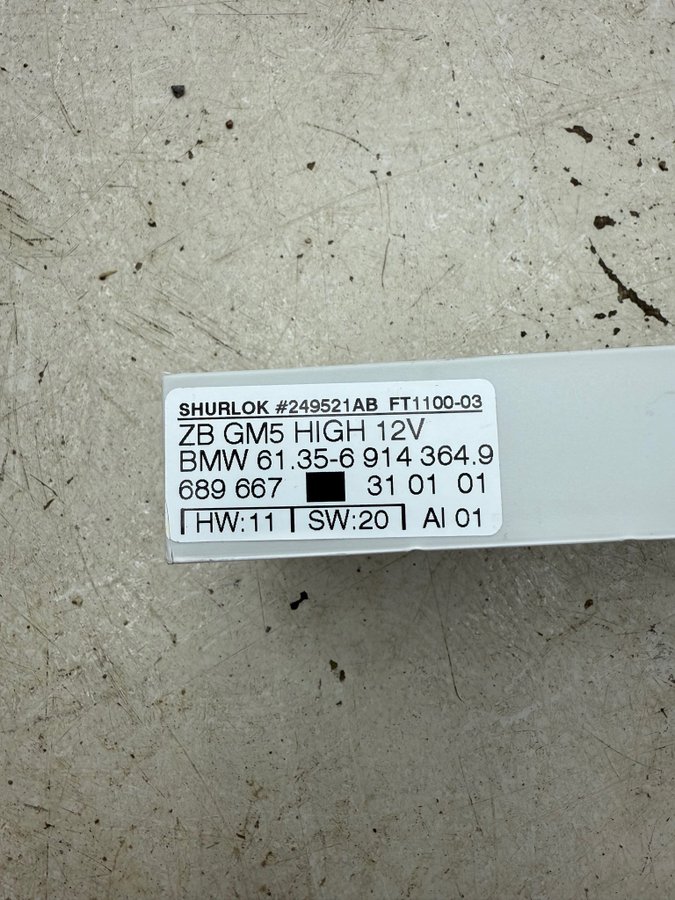 SHURLOK #249521AB FT1100-03
ZB GM5 HIGH 12V
BMW 61.35-6 914 364.9
689 667 31 01 01
HW:11 SW:20 AI 01